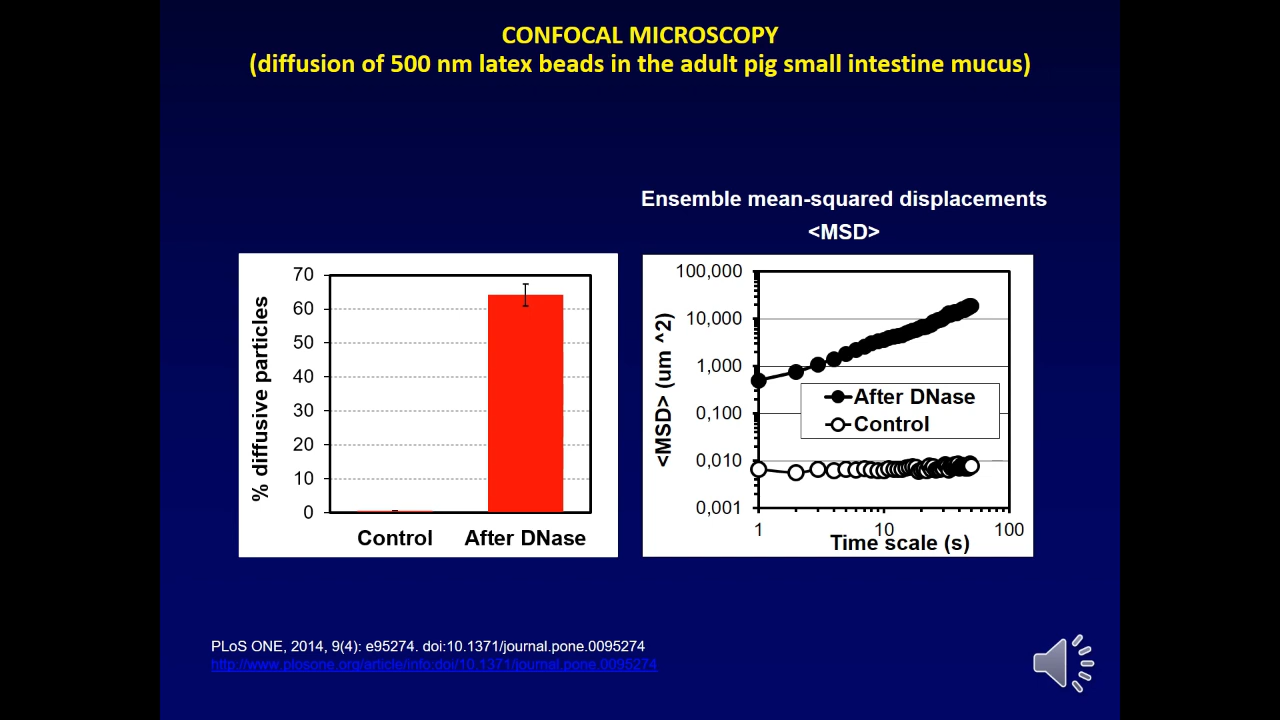 CONFOCAL MICROSCOPY
(diffusion of 500 nm latex beads in the adult pig small intestine mucus)
Ensemble mean-squared displacements
<MSD>
% diffusive particles
70
60
50
40
30
20
10
0
Control
After DNase
<MSD> (um ^2)
100,000
10,000
1,000
0,100
0,010
0,001
After DNase
Control
1
10
100
Time scale (s)
PLoS ONE, 2014, 9(4): e95274. doi:10.1371/journal.pone.0095274
http://www.plosone.org/article/info:doi/10.1371/journal.pone.0095274